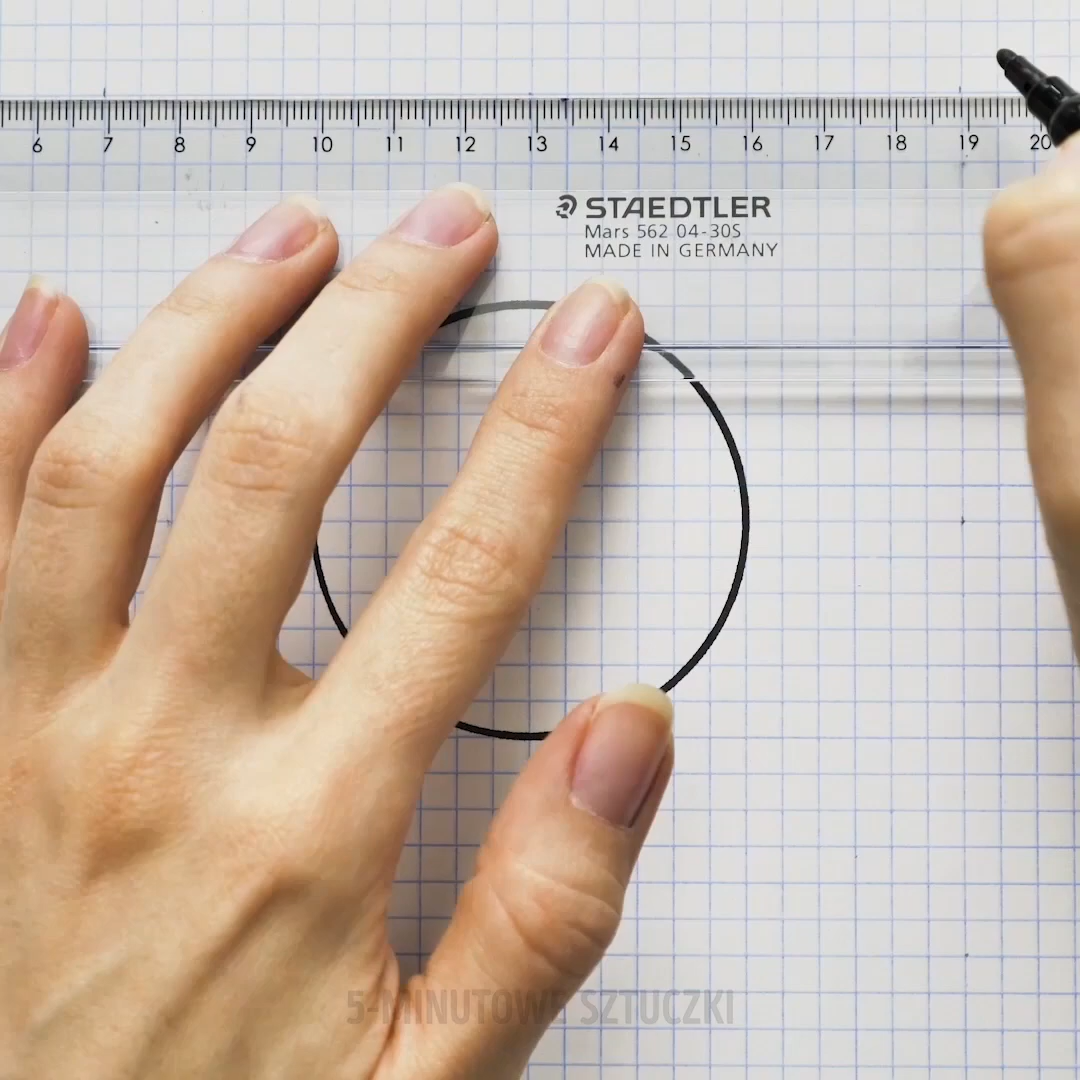 6 7 8 9 10 11 12 13 14 15 16 17 18 19 20
STAEDTLER
Mars 562 04-30S
MADE IN GERMANY
5-MINUTOWE SZTUCZKI